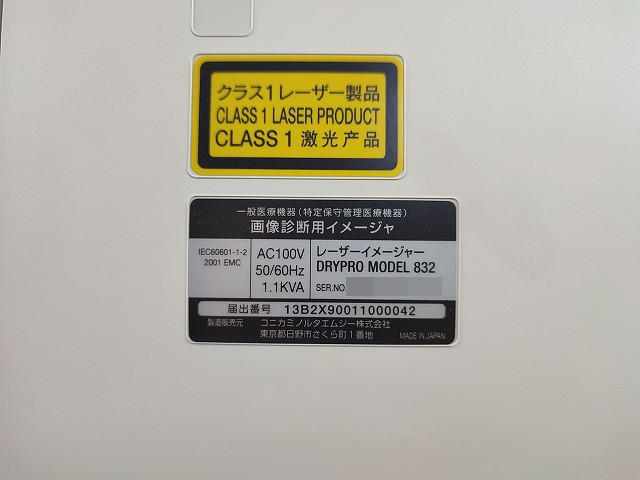 クラス1レーザー製品
CLASS 1 LASER PRODUCT
CLASS 1 激光产品
一般医療機器(特定保守管理医療機器)
画像診断用イメージャ
IEC60601-1-2
2001 EMC
AC100V
50/60Hz
1.1KVA
レーザーイメージャー
DRYPRO MODEL 832
SER.NO.
届出番号 13B2X90011000042
製造販売元 コニカミノルタエムジー株式会社
東京都日野市さくら町1番地
MADE IN JAPAN